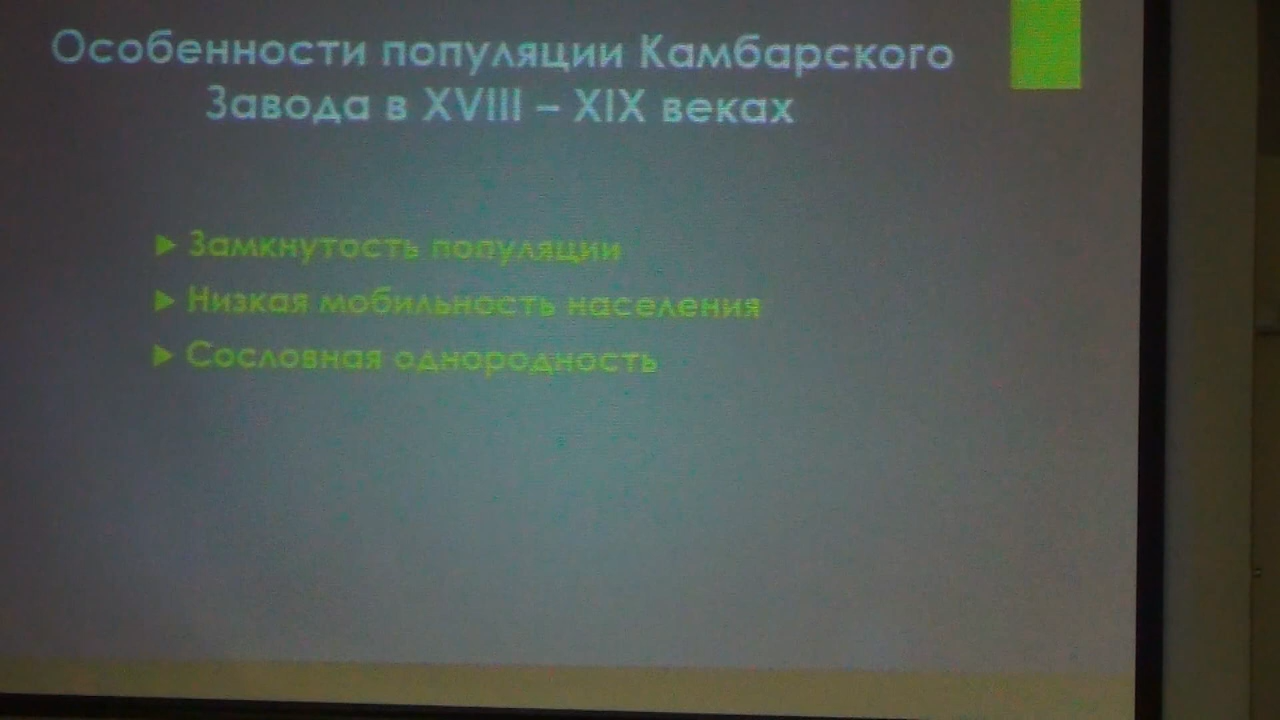 Особенности популяции Камбарского
Завода в XVIII – XIX веках
Замкнутость популяции
Низкая мобильность населения
Сословная однородность